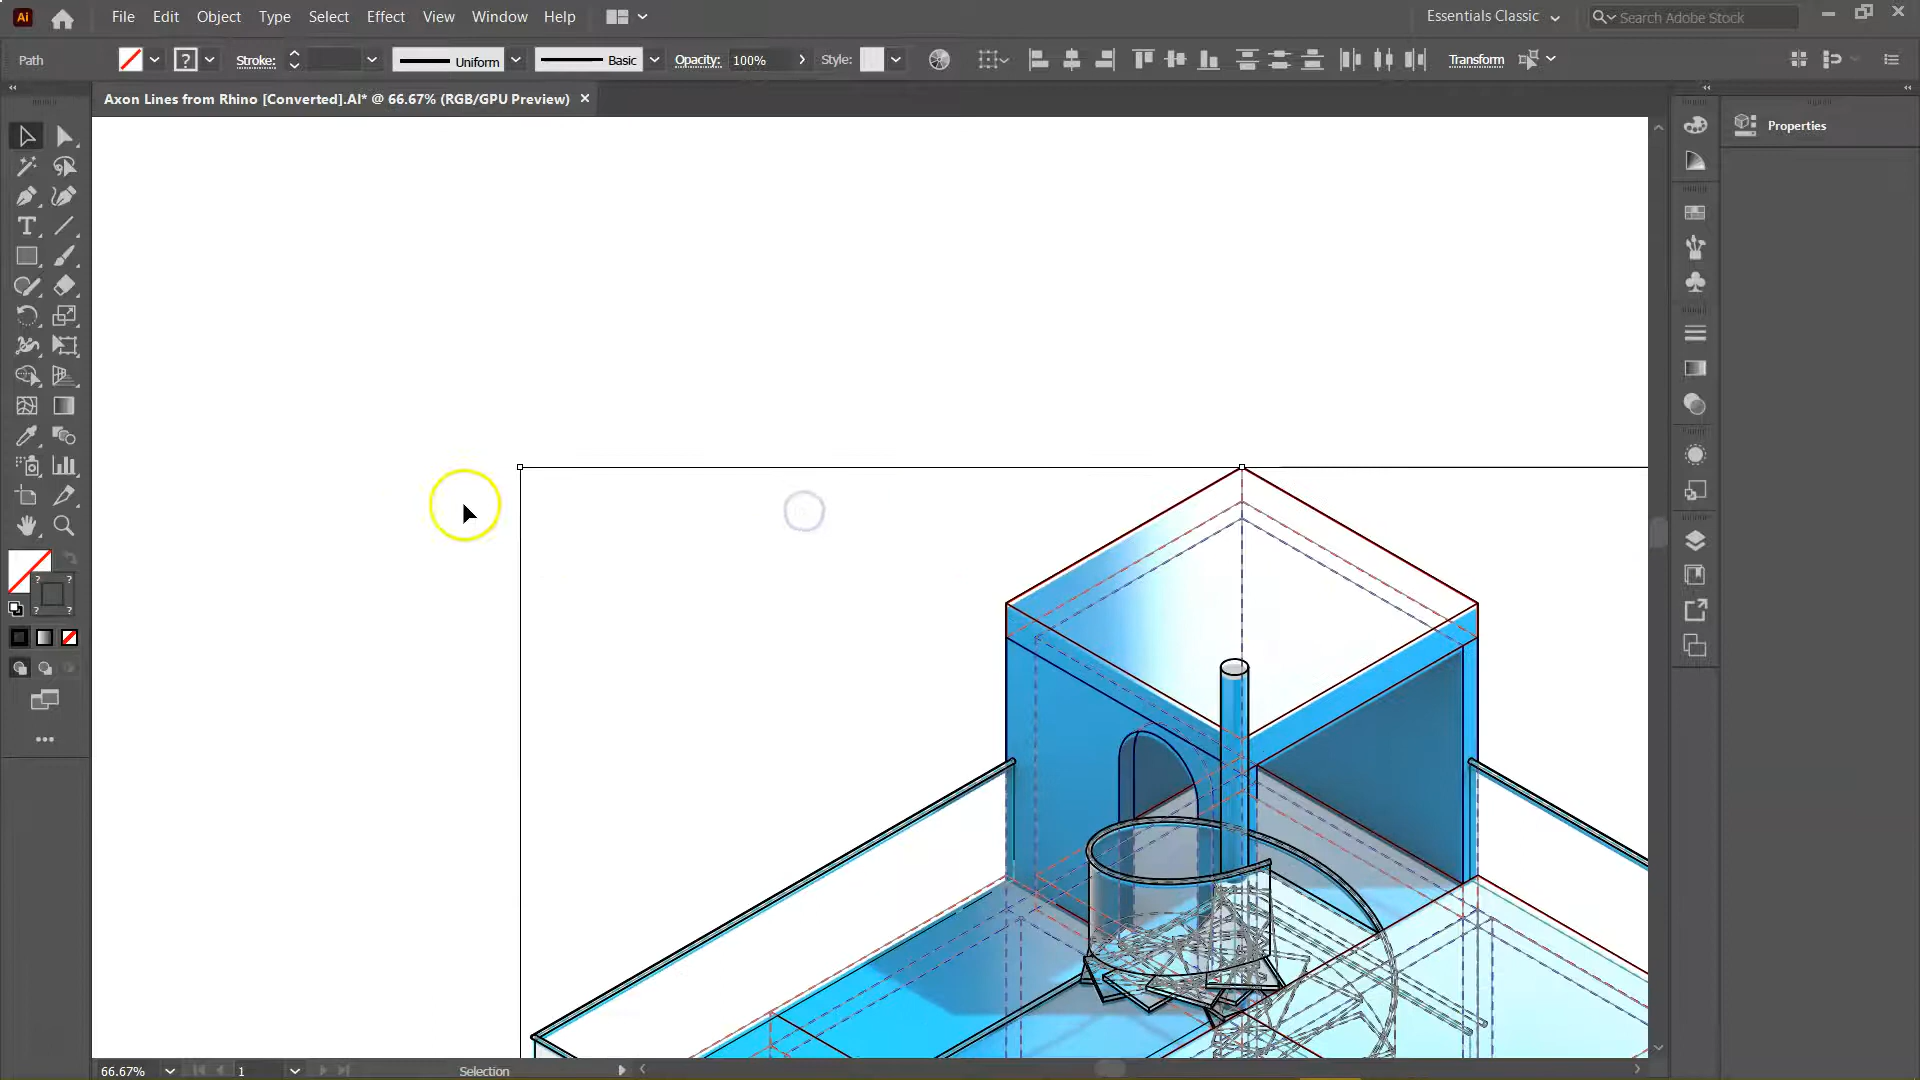 Ai File Edit Object Type Select Effect View Window Help Essentials Classic Search Adobe Stock
Path Stroke: Uniform Basic Opacity: 100% Style: Transform
Axon Lines from Rhino [Converted].AI* @ 66.67% (RGB/GPU Preview) ×
Properties
T
? ?
? ?
?
66.67% 1 Selection